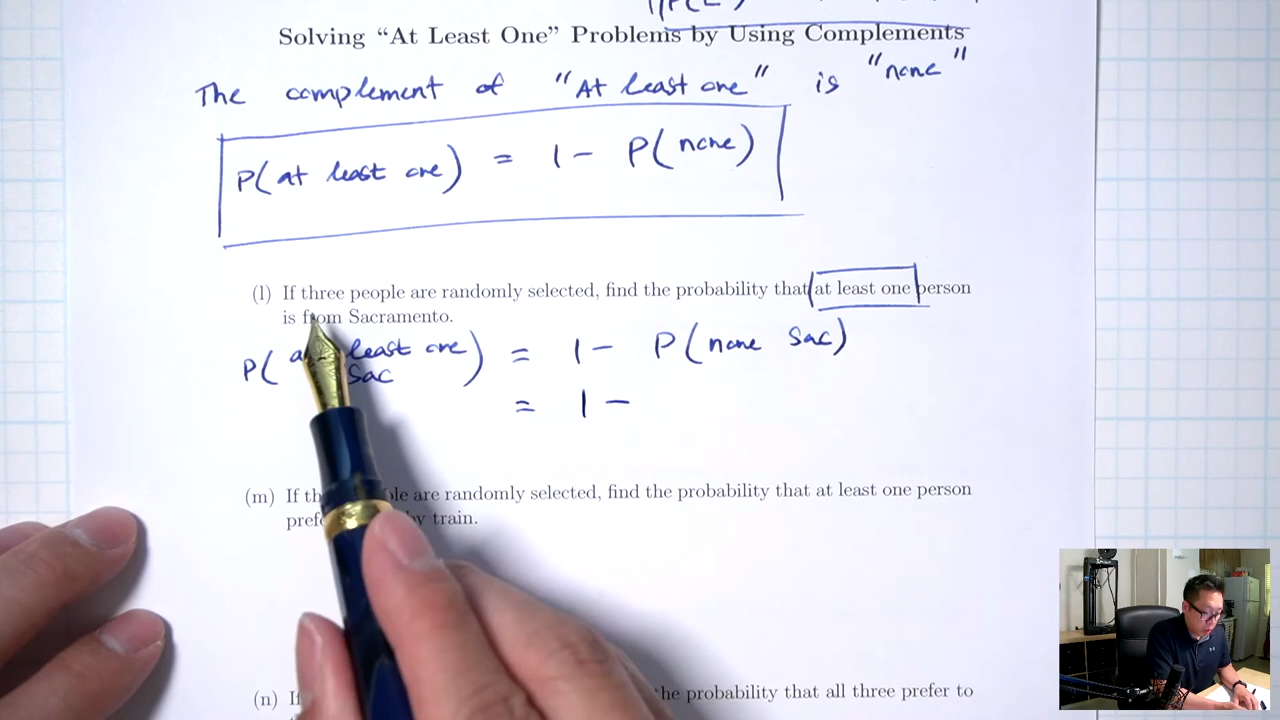 Solving “At Least One” Problems by Using Complements
The complement of "At least one" is "none"
P(at least one) = 1 - P(none)
(l) If three people are randomly selected, find the probability that at least one person
is from Sacramento.
P( least one Sac) = 1 - P(none Sac)
= 1 -
(m) If are randomly selected, find the probability that at least one person
by train.
(n) the probability that all three prefer to